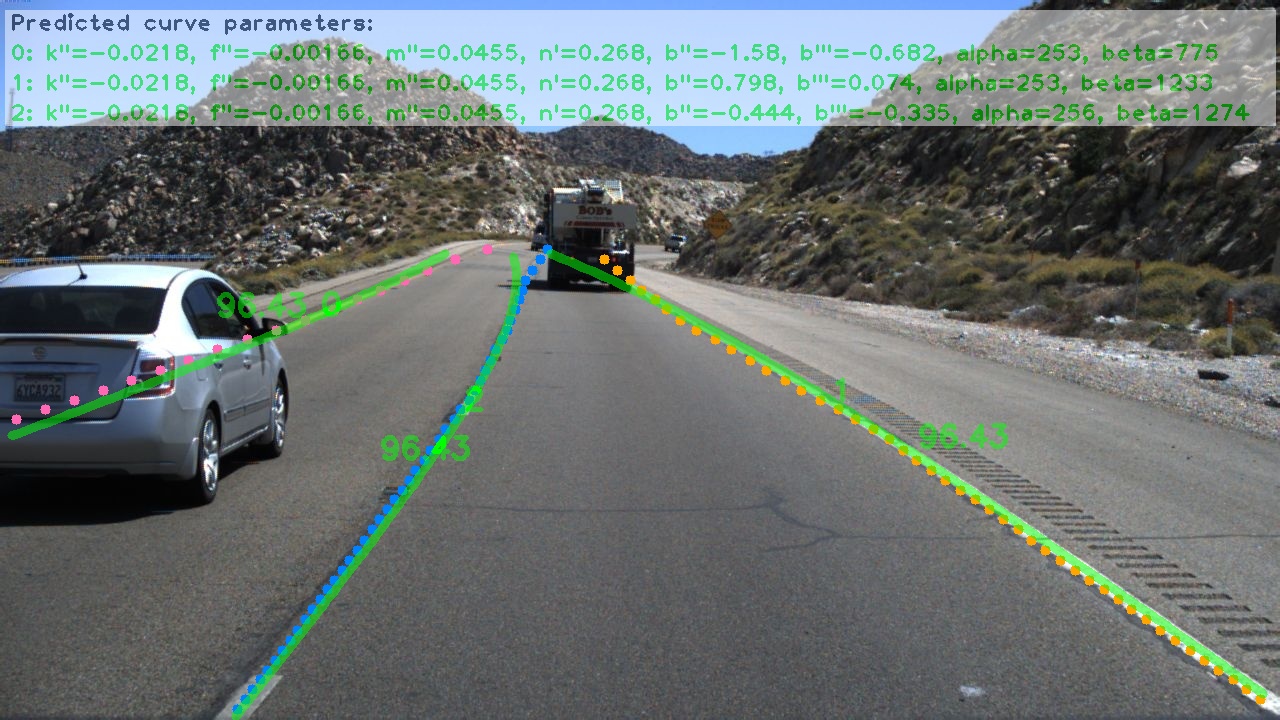 Predicted curve parameters:
0: k''=-0.0218, f''=-0.00166, m''=0.0455, n'=0.268, b''=-1.58, b'''=-0.682, alpha=253, beta=775
1: k''=-0.0218, f''=-0.00166, m''=0.0455, n'=0.268, b''=0.798, b'''=0.074, alpha=253, beta=1233
2: k''=-0.0218, f''=-0.00166, m''=0.0455, n'=0.268, b''=-0.444, b'''=-0.335, alpha=256, beta=1274
BOB's
96.43 0
6YCA932
1
2
96.43
96.43